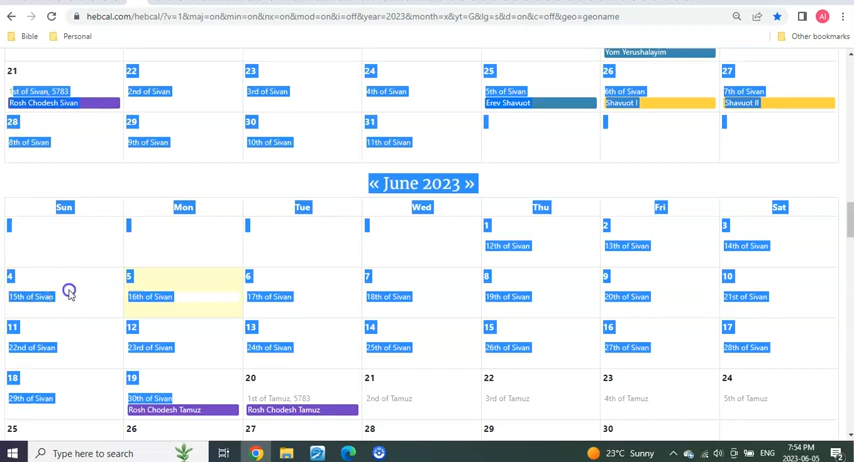 hebcal.com/hebcal/?v=1&maj=on&min=on&nx=on&mod=on&i=off&year=2023&month=x&yt=G&lg=s&d=on&c=off&geo=geoname
AI
Bible
Personal
Other bookmarks
Yom Yerushalayim
21
22
23
24
25
26
27
1st of Sivan, 5783
2nd of Sivan
3rd of Sivan
4th of Sivan
5th of Sivan
6th of Sivan
7th of Sivan
Rosh Chodesh Sivan
Erev Shavuot
Shavuot I
Shavuot II
28
29
30
31
8th of Sivan
9th of Sivan
10th of Sivan
11th of Sivan
« June 2023 »
Sun
Mon
Tue
Wed
Thu
Fri
Sat
1
2
3
12th of Sivan
13th of Sivan
14th of Sivan
4
5
6
7
8
9
10
15th of Sivan
16th of Sivan
17th of Sivan
18th of Sivan
19th of Sivan
20th of Sivan
21st of Sivan
11
12
13
14
15
16
17
22nd of Sivan
23rd of Sivan
24th of Sivan
25th of Sivan
26th of Sivan
27th of Sivan
28th of Sivan
18
19
20
21
22
23
24
29th of Sivan
30th of Sivan
1st of Tamuz, 5783
2nd of Tamuz
3rd of Tamuz
4th of Tamuz
5th of Tamuz
Rosh Chodesh Tamuz
Rosh Chodesh Tamuz
25
26
27
28
29
30
Type here to search
23°C Sunny
ENG
7:54 PM
2023-06-05
2